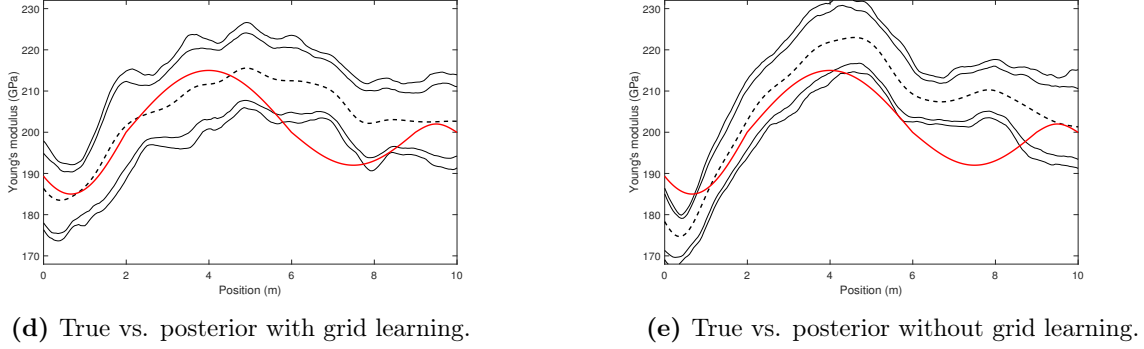 220
210
200
190
180
170
Young's modulus (GPa)
0 2 4 6 8 10
Position (m)
(d) True vs. posterior with grid learning.
230
220
210
200
190
180
170
Young's modulus (GPa)
0 2 4 6 8 10
Position (m)
(e) True vs. posterior without grid learning.